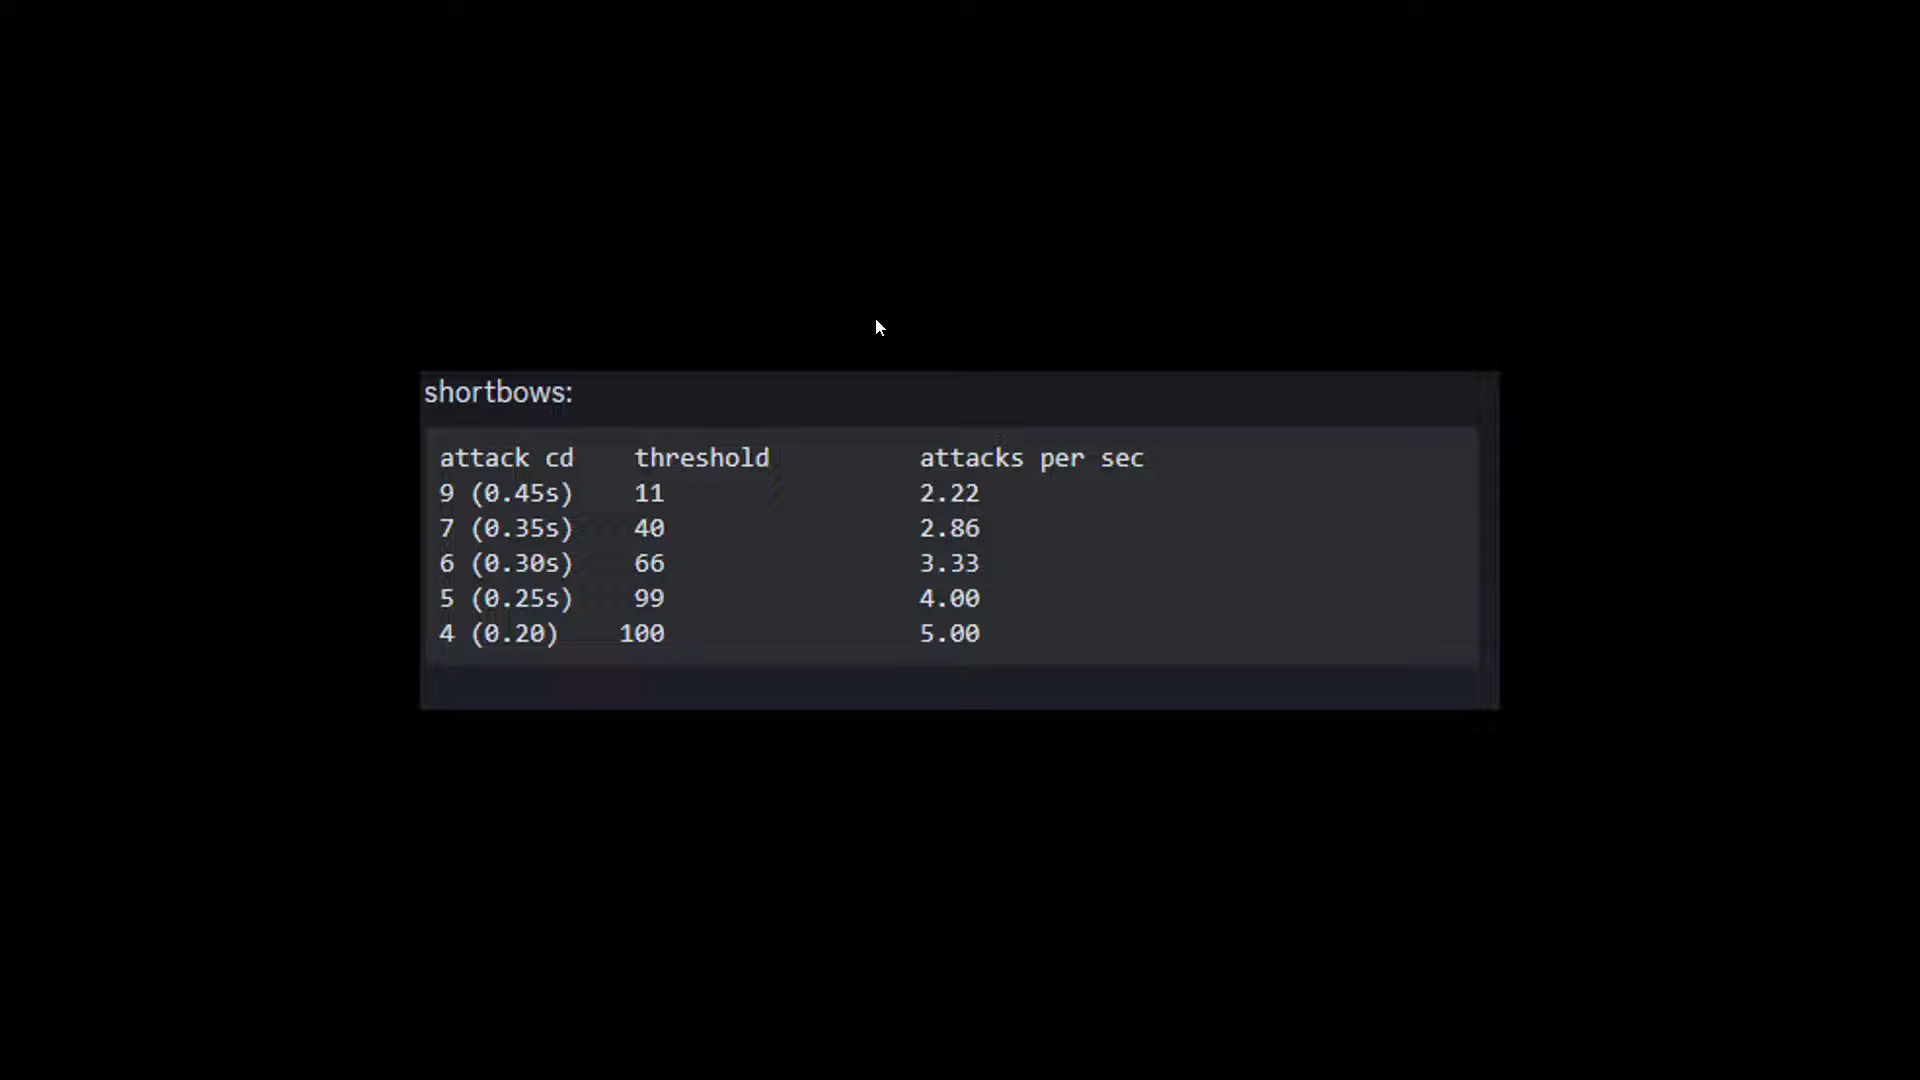 shortbows:
attack cd    threshold          attacks per sec
9 (0.45s)    11                 2.22
7 (0.35s)    40                 2.86
6 (0.30s)    66                 3.33
5 (0.25s)    99                 4.00
4 (0.20)    100                 5.00